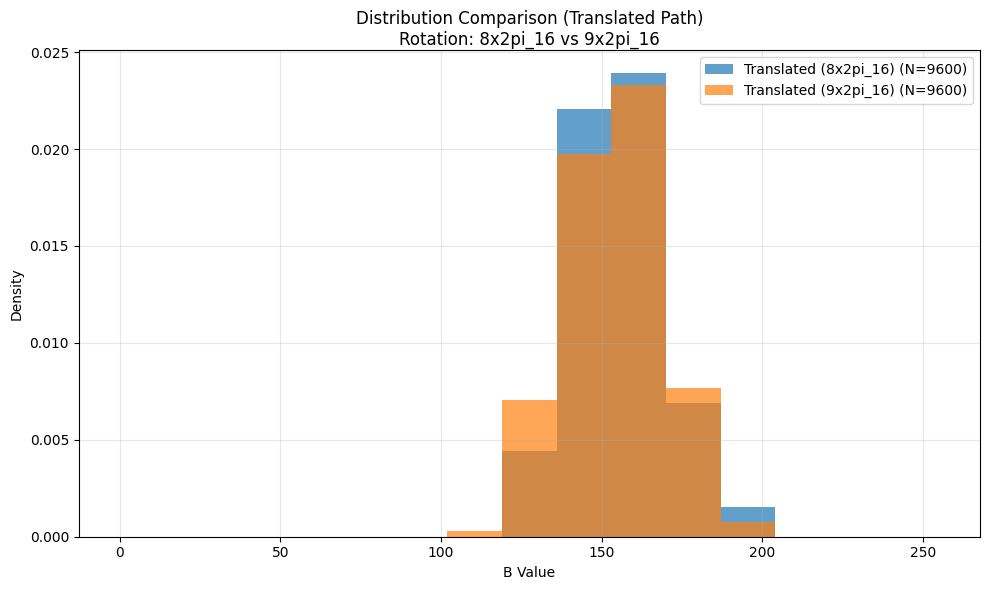 Distribution Comparison (Translated Path)
Rotation: 8x2pi_16 vs 9x2pi_16
Translated (8x2pi_16) (N=9600)
Translated (9x2pi_16) (N=9600)
Density
0.025
0.020
0.015
0.010
0.005
0.000
0 50 100 150 200 250
B Value